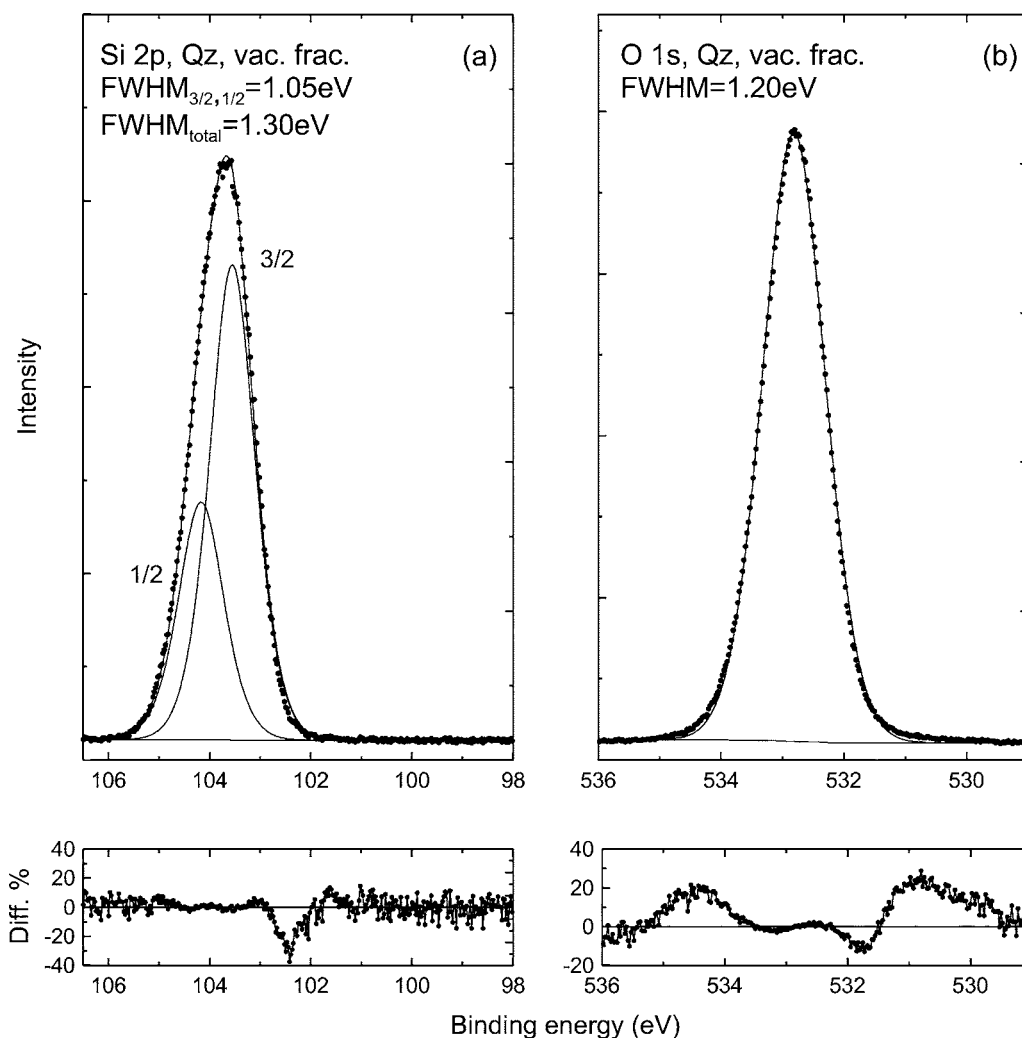 Si 2p, Qz, vac. frac.
(a)
FWHM3/2,1/2=1.05eV
FWHMtotal=1.30eV
3/2
1/2
Intensity
106 104 102 100 98
O 1s, Qz, vac. frac.
(b)
FWHM=1.20eV
536 534 532 530
Diff. %
40
20
0
-20
-40
106 104 102 100 98
40
20
0
-20
536 534 532 530
Binding energy (eV)